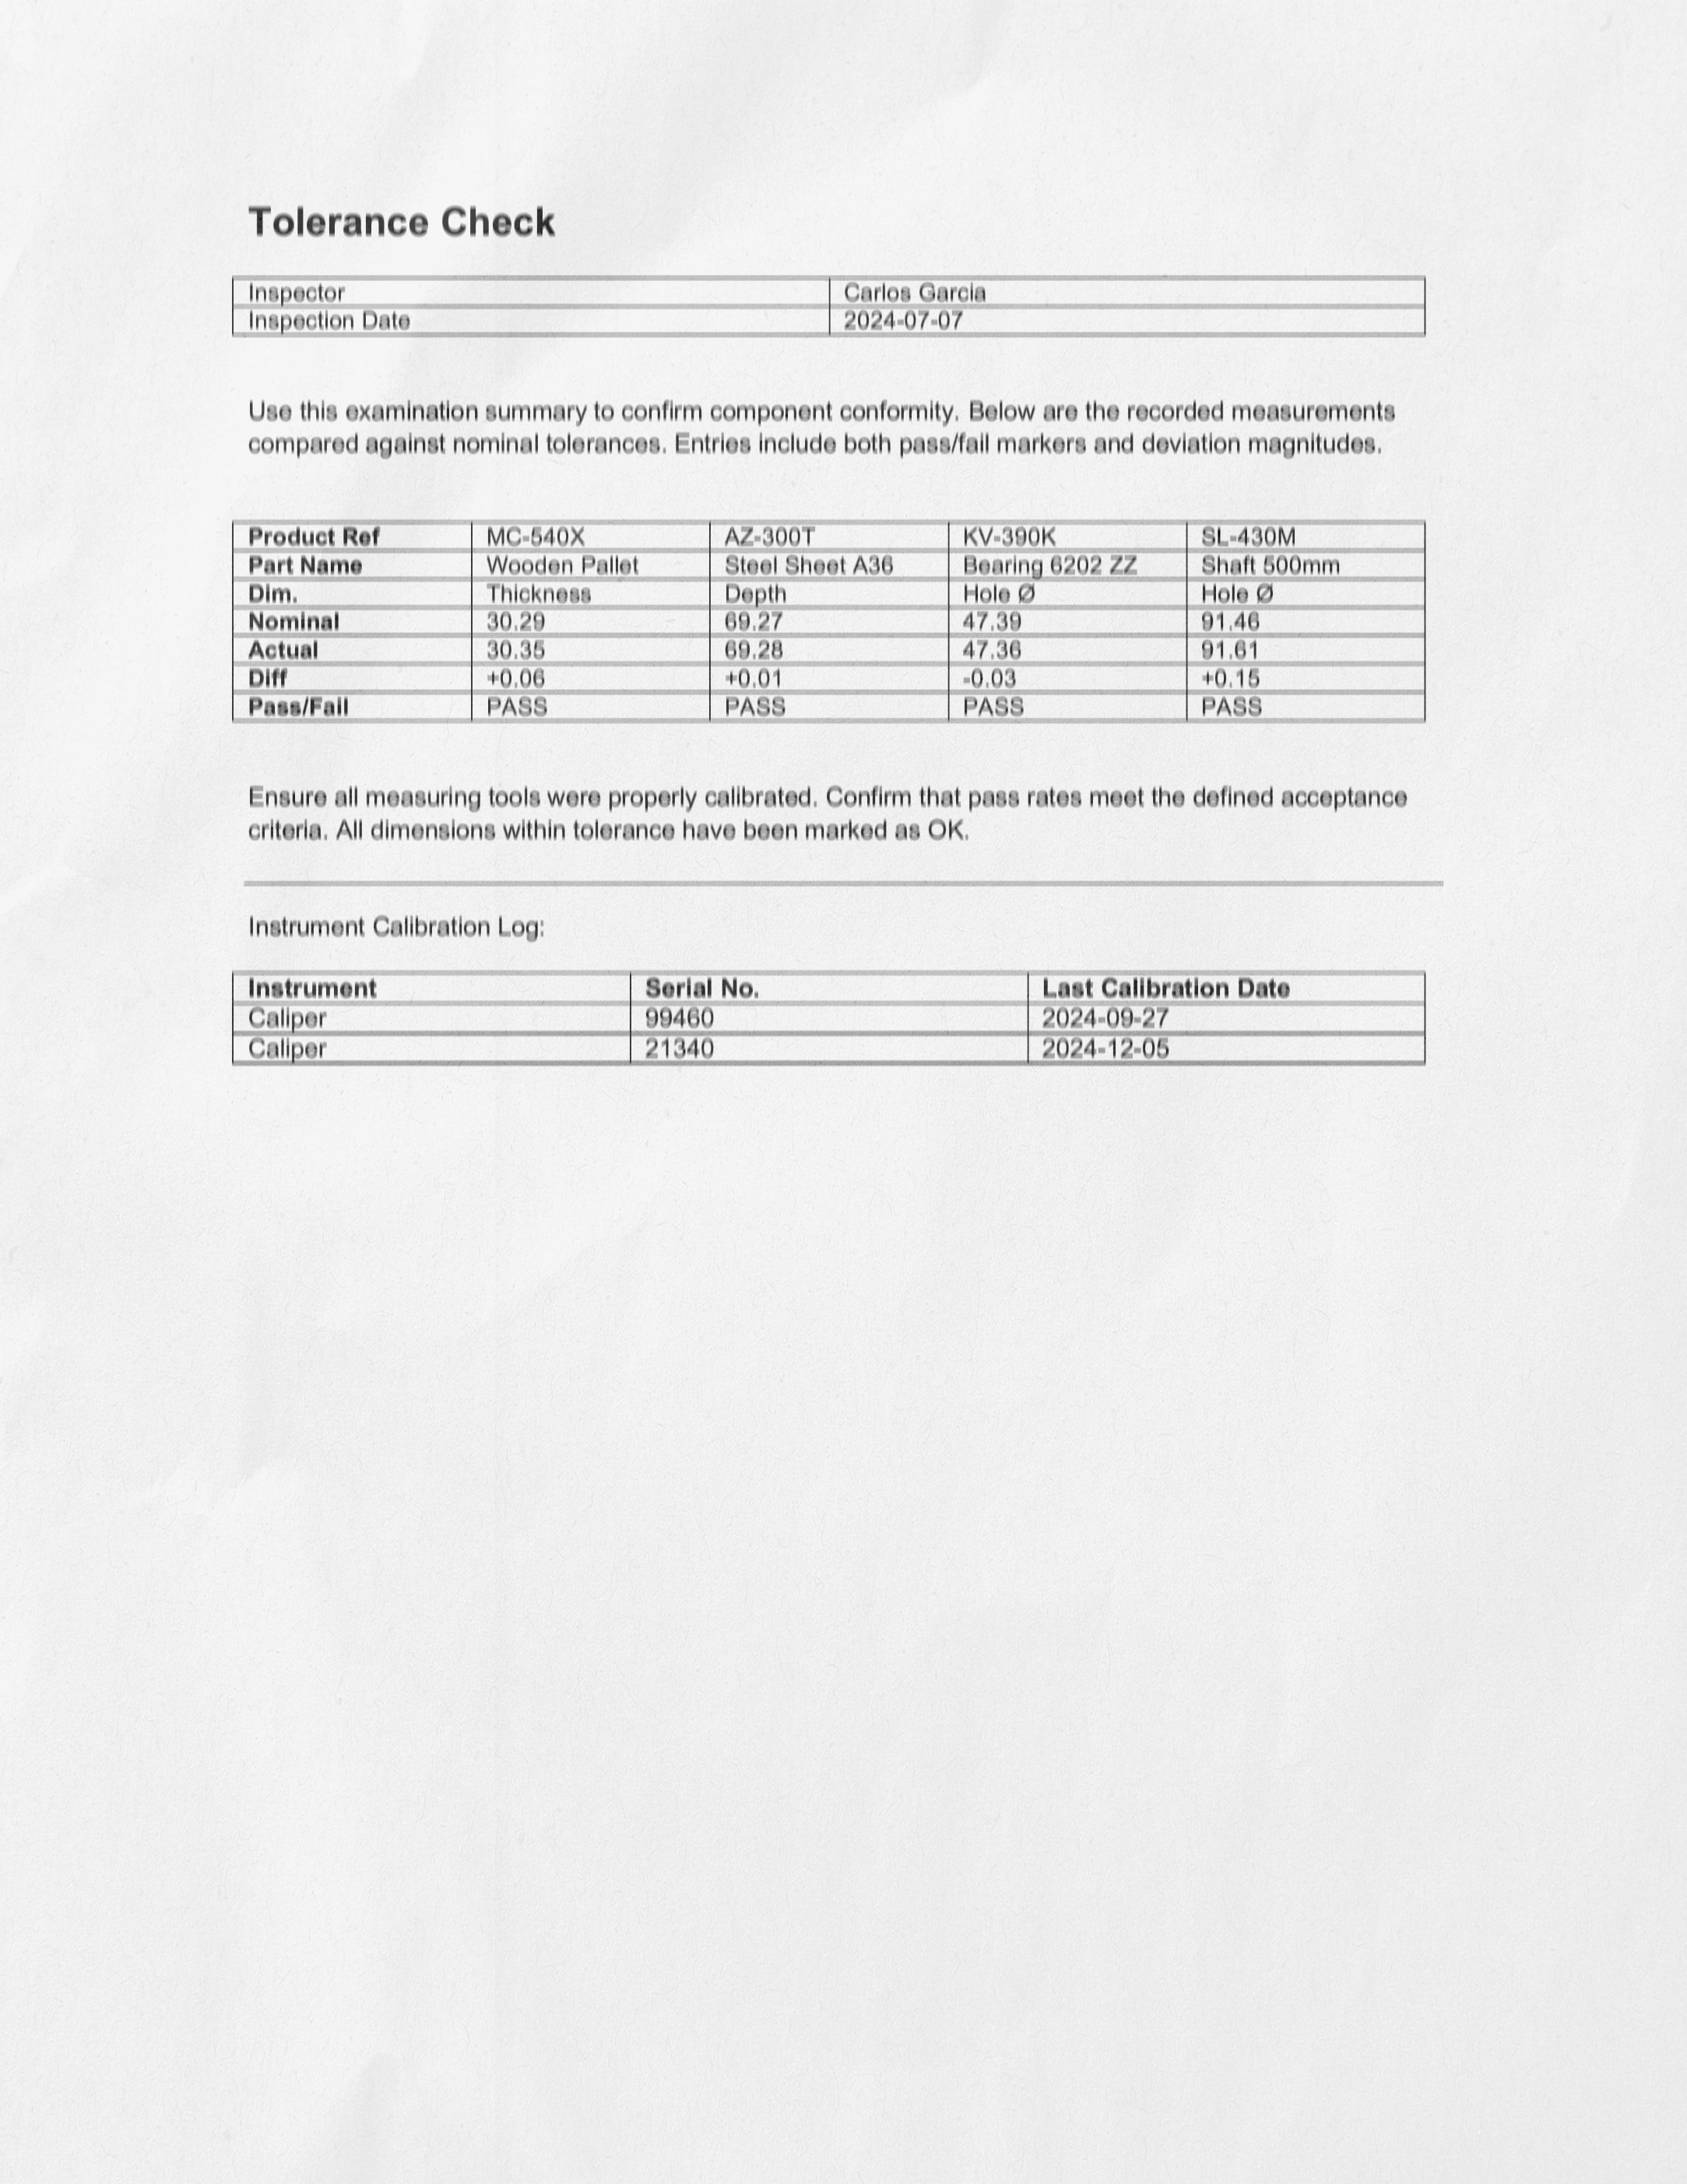 Tolerance Check
Inspector Carlos Garcia
Inspection Date 2024-07-07
Use this examination summary to confirm component conformity. Below are the recorded measurements
compared against nominal tolerances. Entries include both pass/fail markers and deviation magnitudes.
Product Ref MC-540X AZ-300T KV-390K SL-430M
Part Name Wooden Pallet Steel Sheet A36 Bearing 6202 ZZ Shaft 500mm
Dim. Thickness Depth Hole Ø Hole Ø
Nominal 30.29 69.27 47.39 91.46
Actual 30.35 69.28 47.36 91.61
Diff +0.06 +0.01 -0.03 +0.15
Pass/Fail PASS PASS PASS PASS
Ensure all measuring tools were properly calibrated. Confirm that pass rates meet the defined acceptance
criteria. All dimensions within tolerance have been marked as OK.
Instrument Calibration Log:
Instrument Serial No. Last Calibration Date
Caliper 99460 2024-09-27
Caliper 21340 2024-12-05